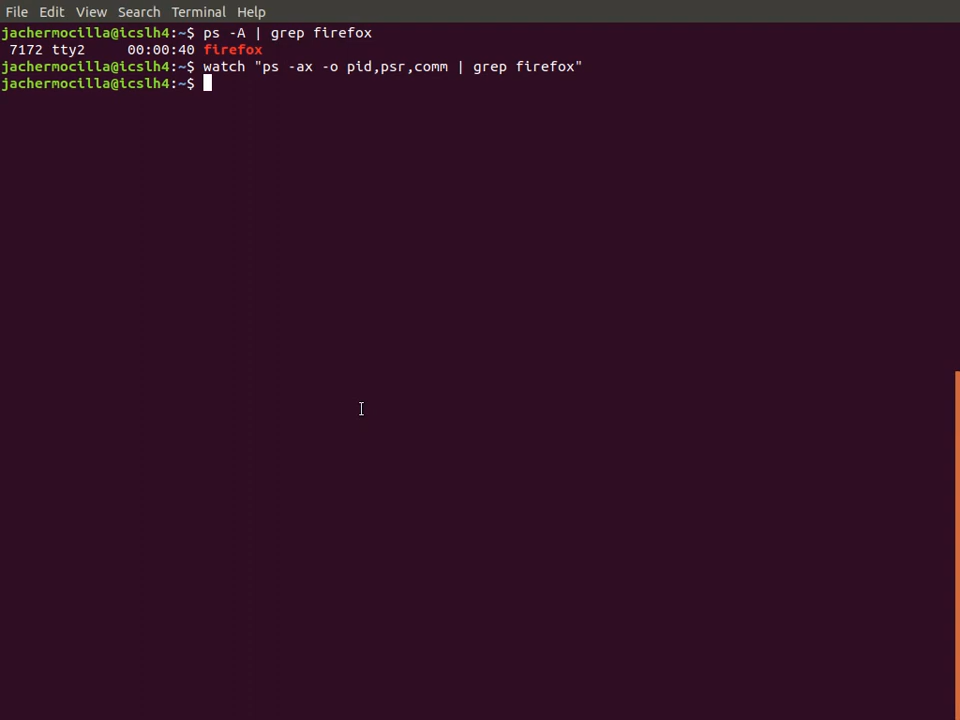 File Edit View Search Terminal Help
jachermocilla@icslh4:~$ ps -A | grep firefox
 7172 tty2     00:00:40 firefox
jachermocilla@icslh4:~$ watch "ps -ax -o pid,psr,comm | grep firefox"
jachermocilla@icslh4:~$